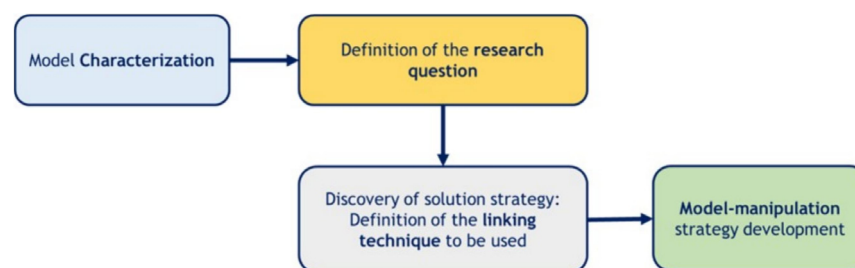 Model Characterization
Definition of the research
question
Discovery of solution strategy:
Definition of the linking
technique to be used
Model-manipulation
strategy development